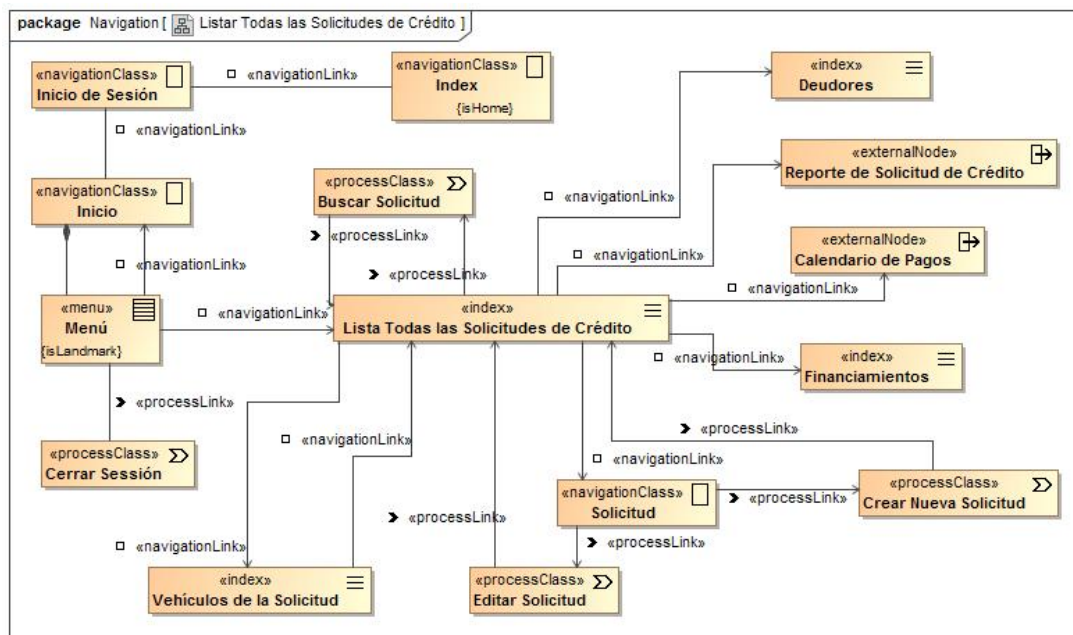 package Navigation [ Listar Todas las Solicitudes de Crédito ]
«navigationClass»
Inicio de Sesión
«navigationLink»
«navigationClass»
Index
{isHome}
«index»
Deudores
«navigationLink»
«navigationClass»
Inicio
«processClass»
Buscar Solicitud
«externalNode»
Reporte de Solicitud de Crédito
«navigationLink»
«processLink»
«navigationLink»
«navigationLink»
«processLink»
«externalNode»
Calendario de Pagos
«menu»
Menú
{isLandmark}
«navigationLink»
«index»
Lista Todas las Solicitudes de Crédito
«navigationLink»
«navigationLink»
«index»
Financiamientos
«processLink»
«navigationLink»
«processLink»
«processClass»
Cerrar Sessión
«navigationLink»
«navigationClass»
Solicitud
«processLink»
«processClass»
Crear Nueva Solicitud
«processLink»
«navigationLink»
«processLink»
«index»
Vehículos de la Solicitud
«processClass»
Editar Solicitud